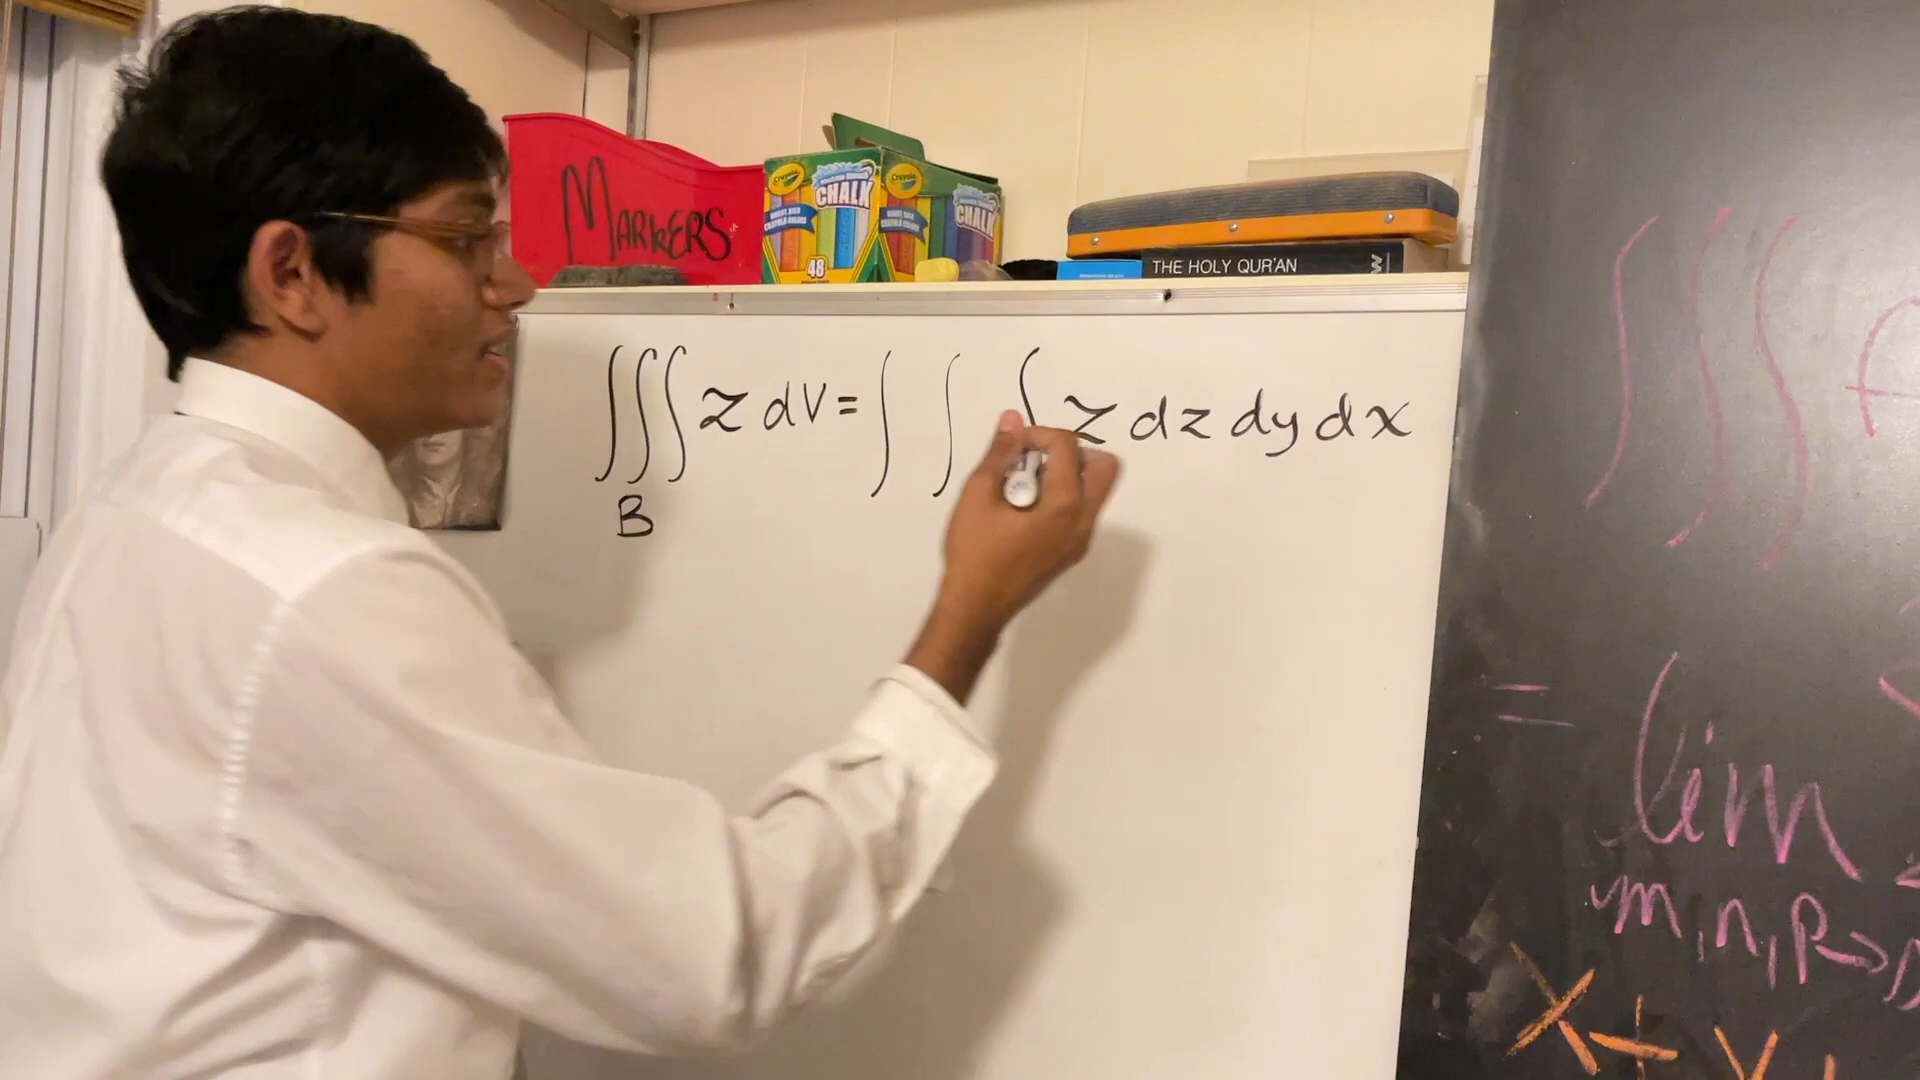 MARKERS
Crayola
CHALK
48
Crayola
CHALK
THE HOLY QUR'AN
∭ z dV = ∫ ∫ ∫ z dz dy dx
B
∭ f
=
lim
m,n,p→
x+y+